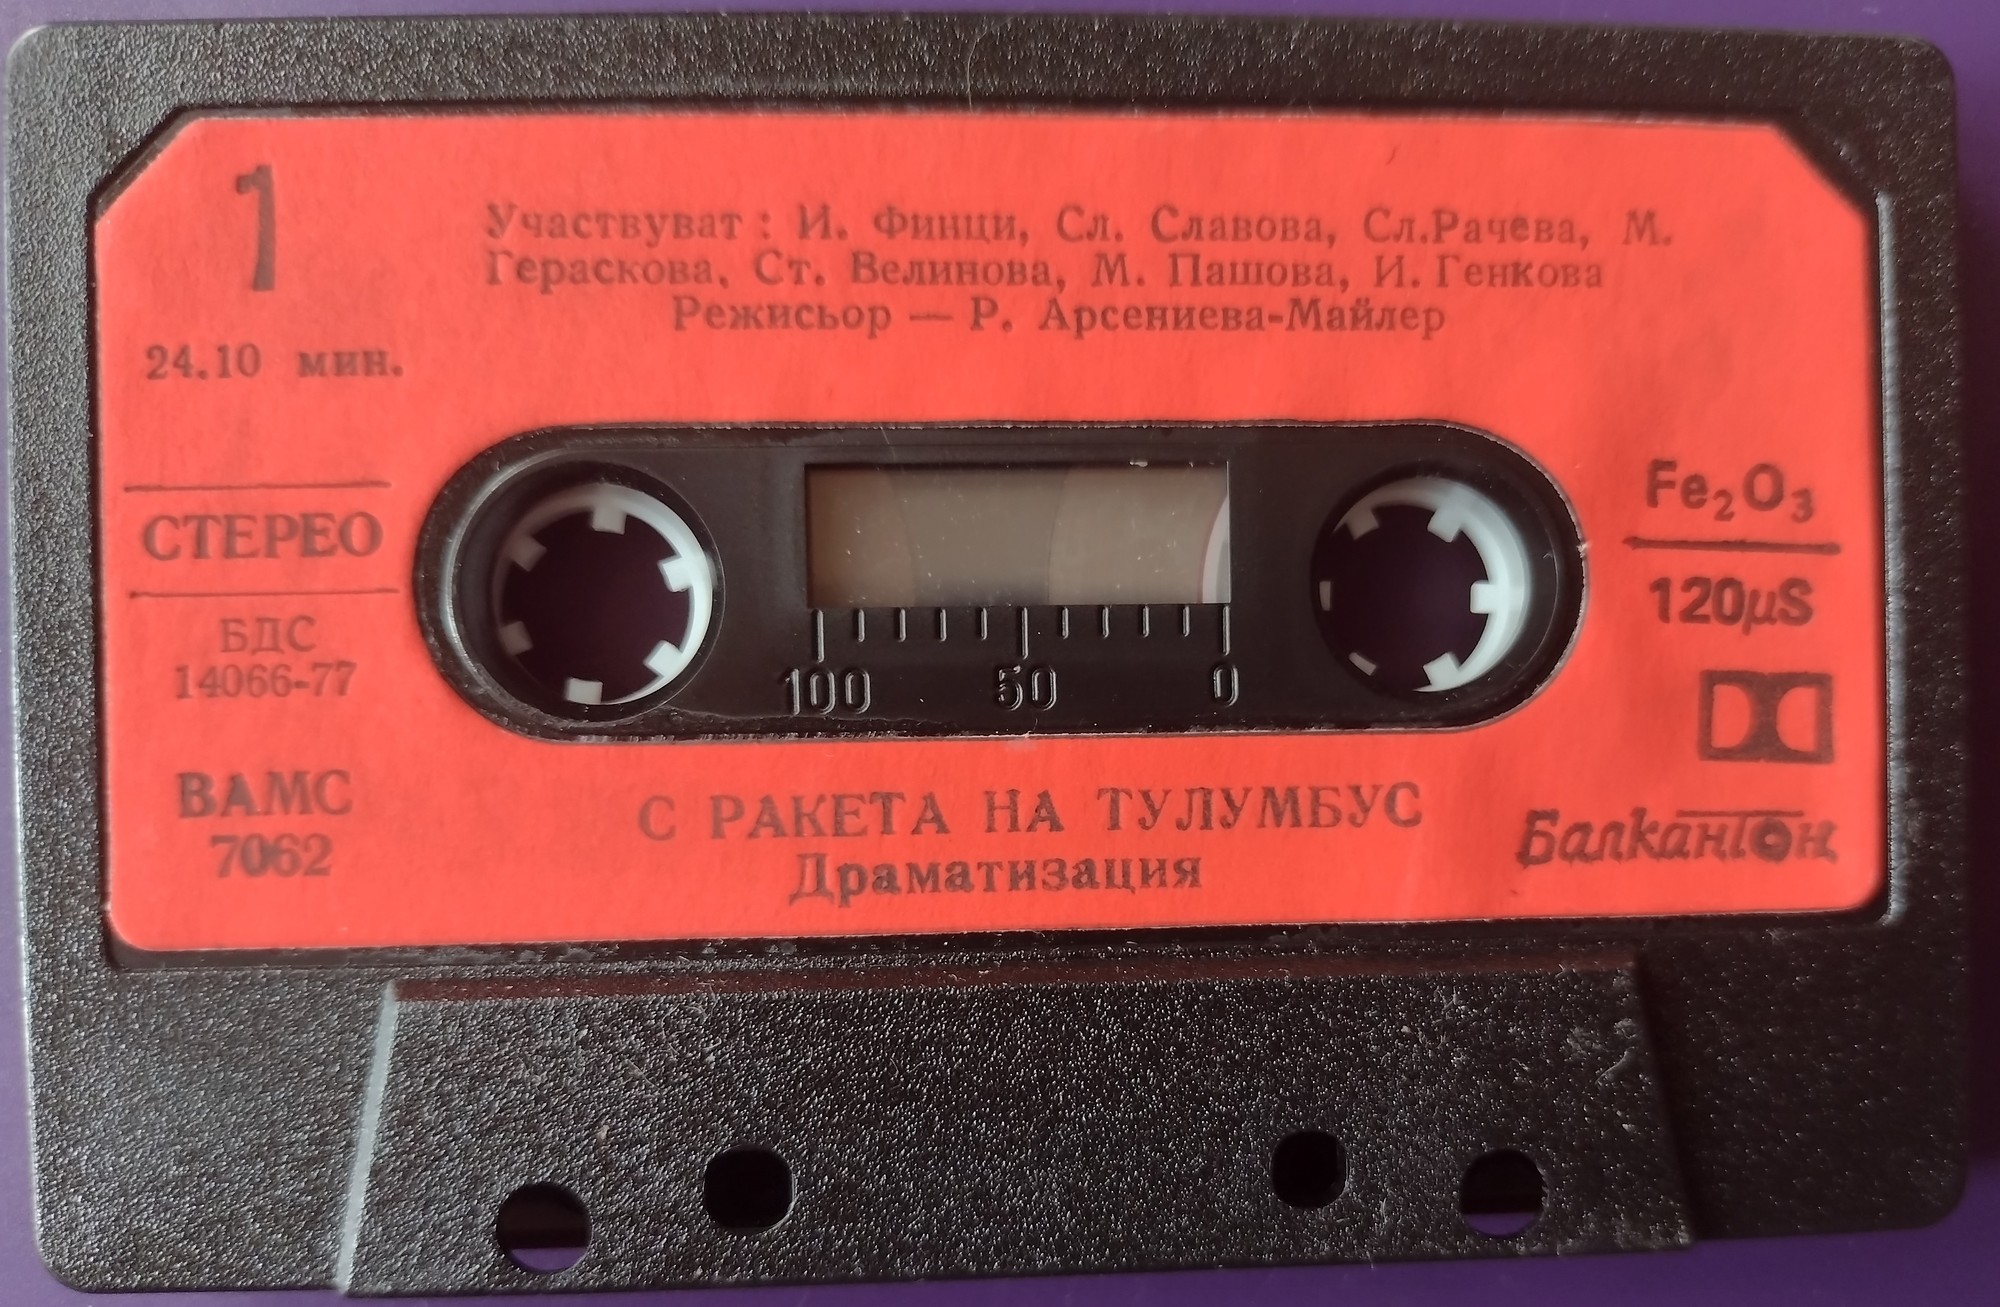 1
24.10 мин.
Участвуват : И. Финци, Сл. Славова, Сл.Рачева, М.
Гераскова, Ст. Велинова, М. Пашова, И. Генкова
Режисьор — Р. Арсениева-Майлер
СТЕРЕО
БДС
14066-77
ВАМС
7062
100 50 0
Fe₂O₃
120µS
С РАКЕТА НА ТУЛУМБУС
Драматизация
Балкантон